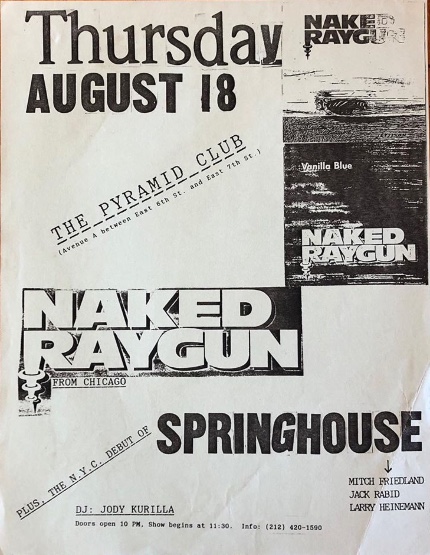 Thursday
AUGUST 18
NAKED
RAYGUN
THE PYRAMID CLUB
(Avenue A between East 6th St. and East 7th St.)
Vanilla Blue
NAKED
RAYGUN
NAKED
RAYGUN
FROM CHICAGO
PLUS, THE N.Y.C. DEBUT OF
SPRINGHOUSE
↓
MITCH FRIEDLAND
JACK RABID
LARRY HEINEMANN
DJ: JODY KURILLA
Doors open 10 PM, Show begins at 11:30. Info: (212) 420-1590